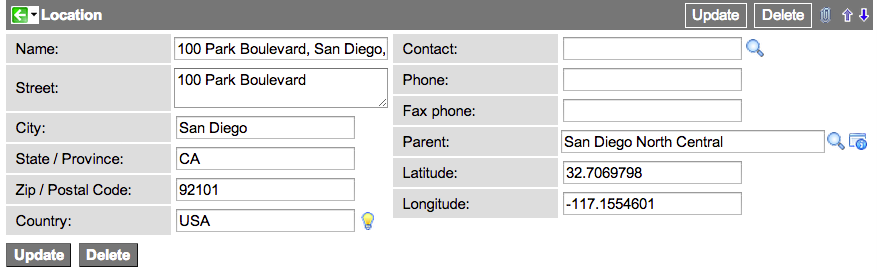 Location
Update
Delete
Name: 100 Park Boulevard, San Diego,
Street: 100 Park Boulevard
City: San Diego
State / Province: CA
Zip / Postal Code: 92101
Country: USA
Contact:
Phone:
Fax phone:
Parent: San Diego North Central
Latitude: 32.7069798
Longitude: -117.1554601
Update
Delete